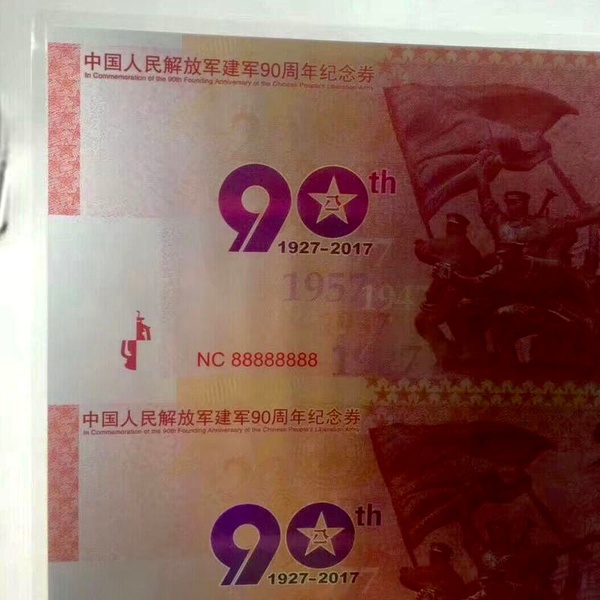 中国人民解放军建军90周年纪念券
In Commemoration of the 90th Founding Anniversary of the Chinese People's Liberation Army
90th
1927-2017
1957
1947
1927
NC 88888888
中国人民解放军建军90周年纪念券
In Commemoration of the 90th Founding Anniversary of the Chinese People's Liberation Army
90th
1927-2017